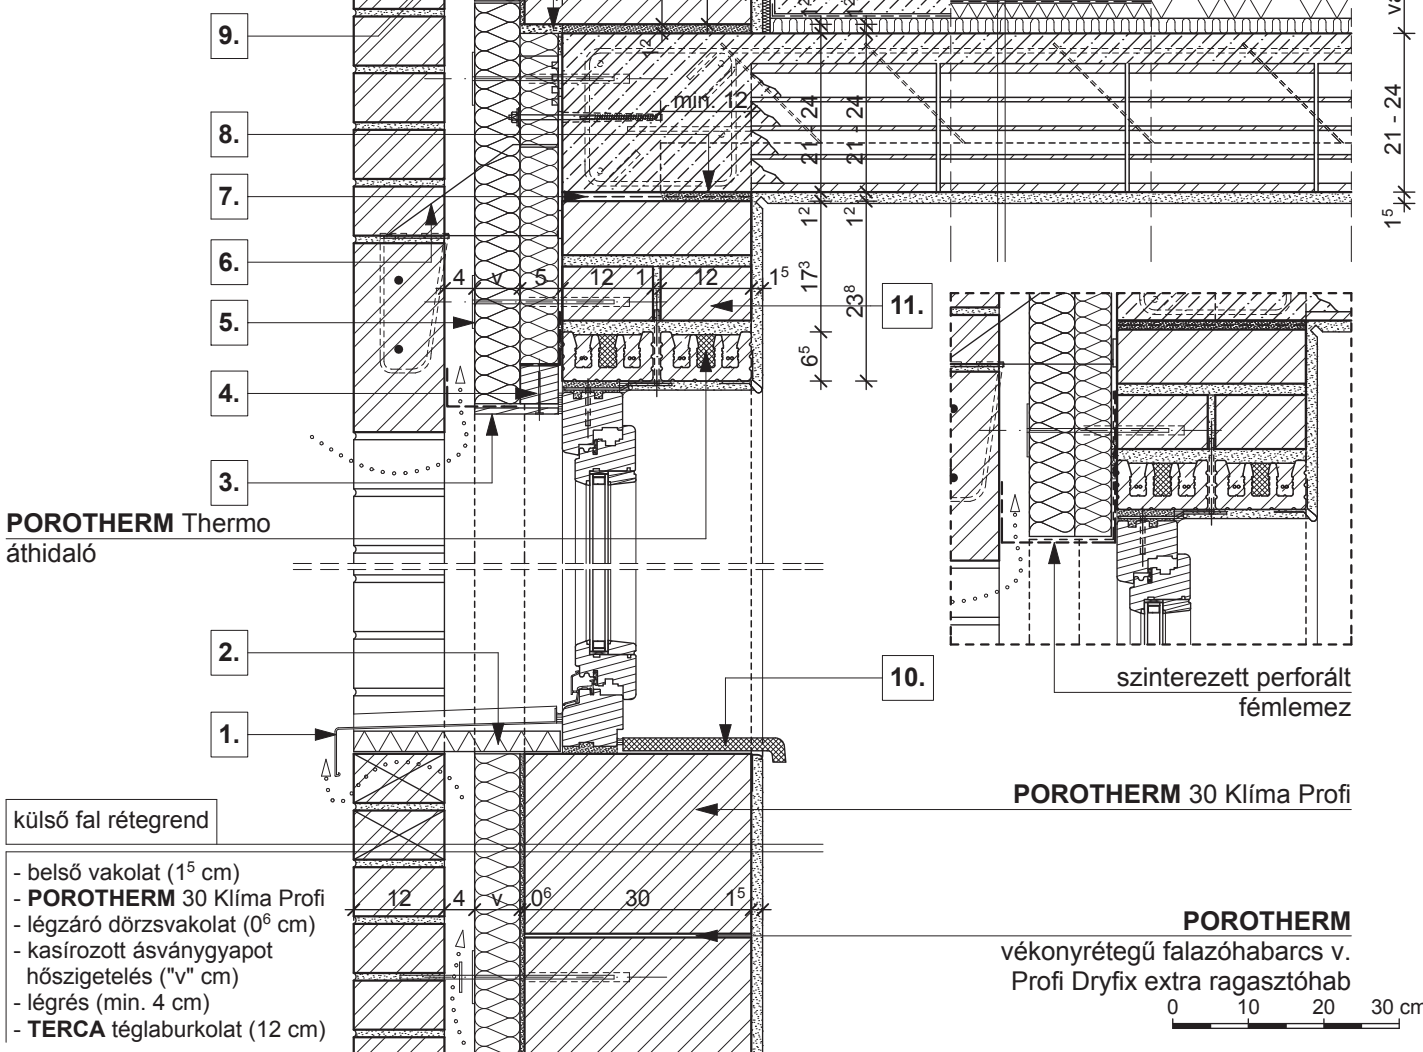 9.
8.
7.
6.
5.
4.
3.
POROTHERM Thermo
áthidaló
2.
1.
külső fal rétegrend
- belső vakolat (1⁵ cm)
- POROTHERM 30 Klíma Profi
- légzáró dörzsvakolat (0⁶ cm)
- kasírozott ásványgyapot
hőszigetelés ("v" cm)
- légrés (min. 4 cm)
- TERCA téglaburkolat (12 cm)
min. 12
1²
21 - 24
21 - 24
21 - 24
1⁵
1²
1²
17³
23⁸
6⁵
4 v 5 12 1 12 1⁵
11.
10.
szinterezett perforált
fémlemez
POROTHERM 30 Klíma Profi
12 4 v 0⁶ 30 1⁵
POROTHERM
vékonyrétegű falazóhabarcs v.
Profi Dryfix extra ragasztóhab
0 10 20 30 cm